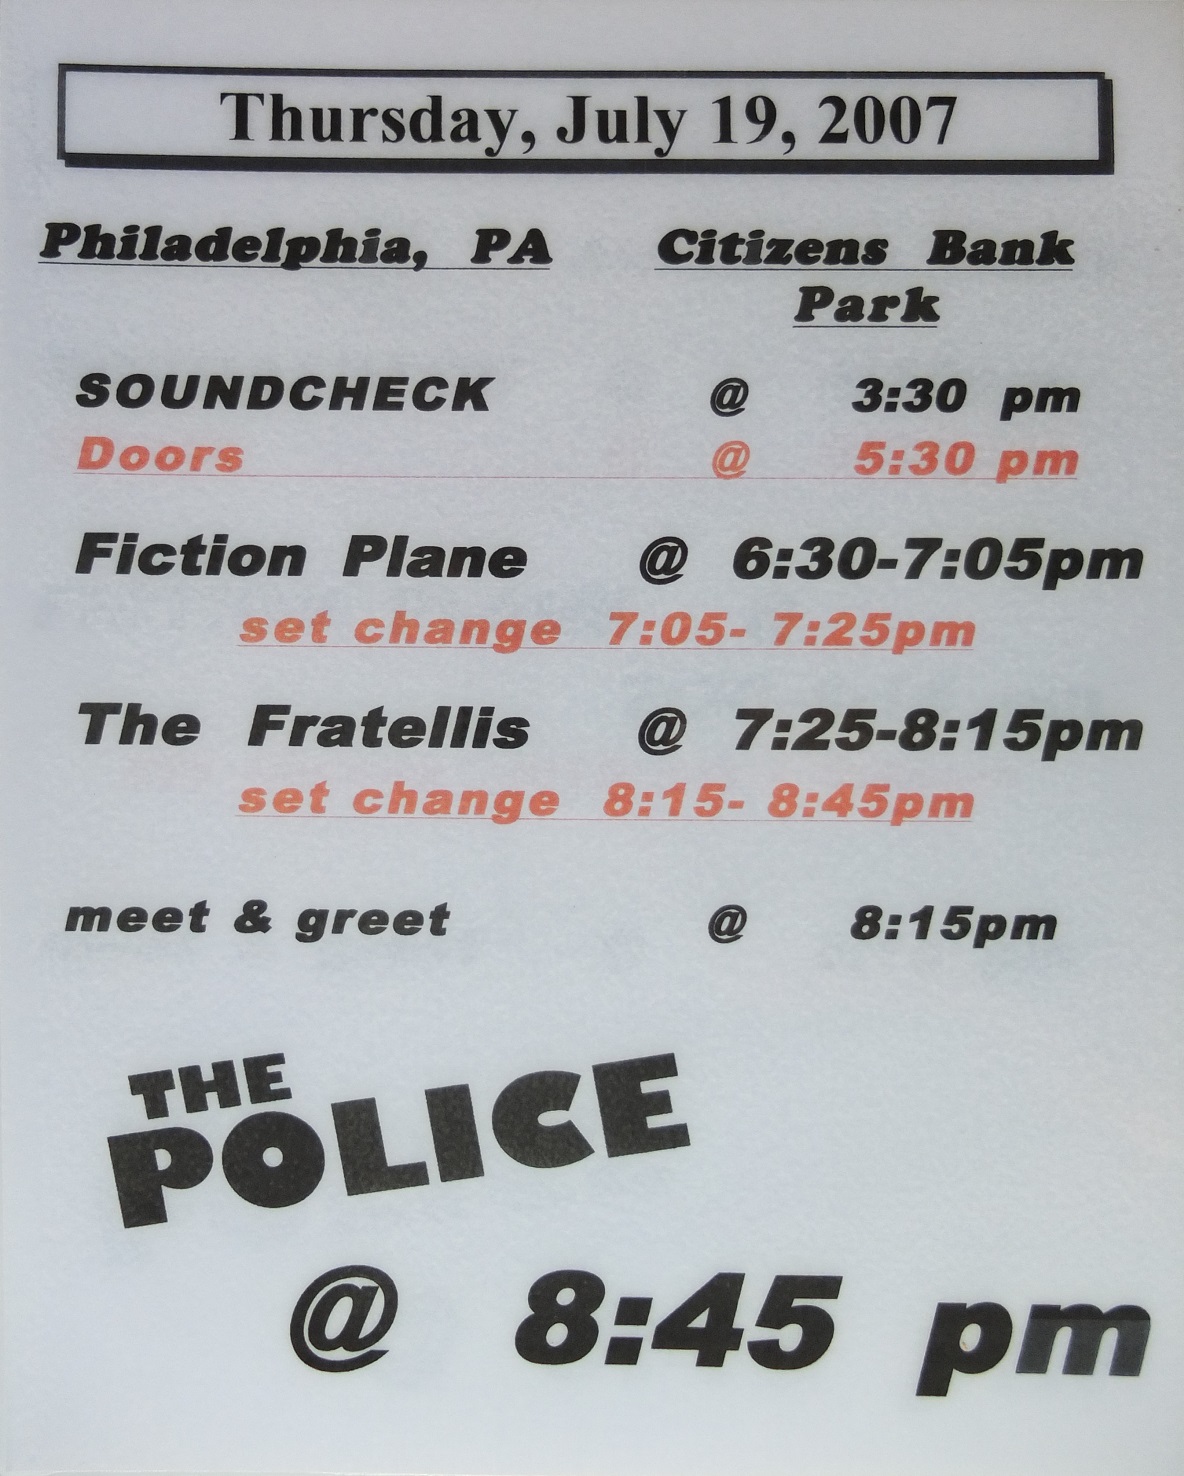 Thursday, July 19, 2007
Philadelphia, PA Citizens Bank Park
SOUNDCHECK @ 3:30 pm
Doors @ 5:30 pm
Fiction Plane @ 6:30-7:05pm
set change 7:05- 7:25pm
The Fratellis @ 7:25-8:15pm
set change 8:15- 8:45pm
meet & greet @ 8:15pm
THE
POLICE
@ 8:45 pm